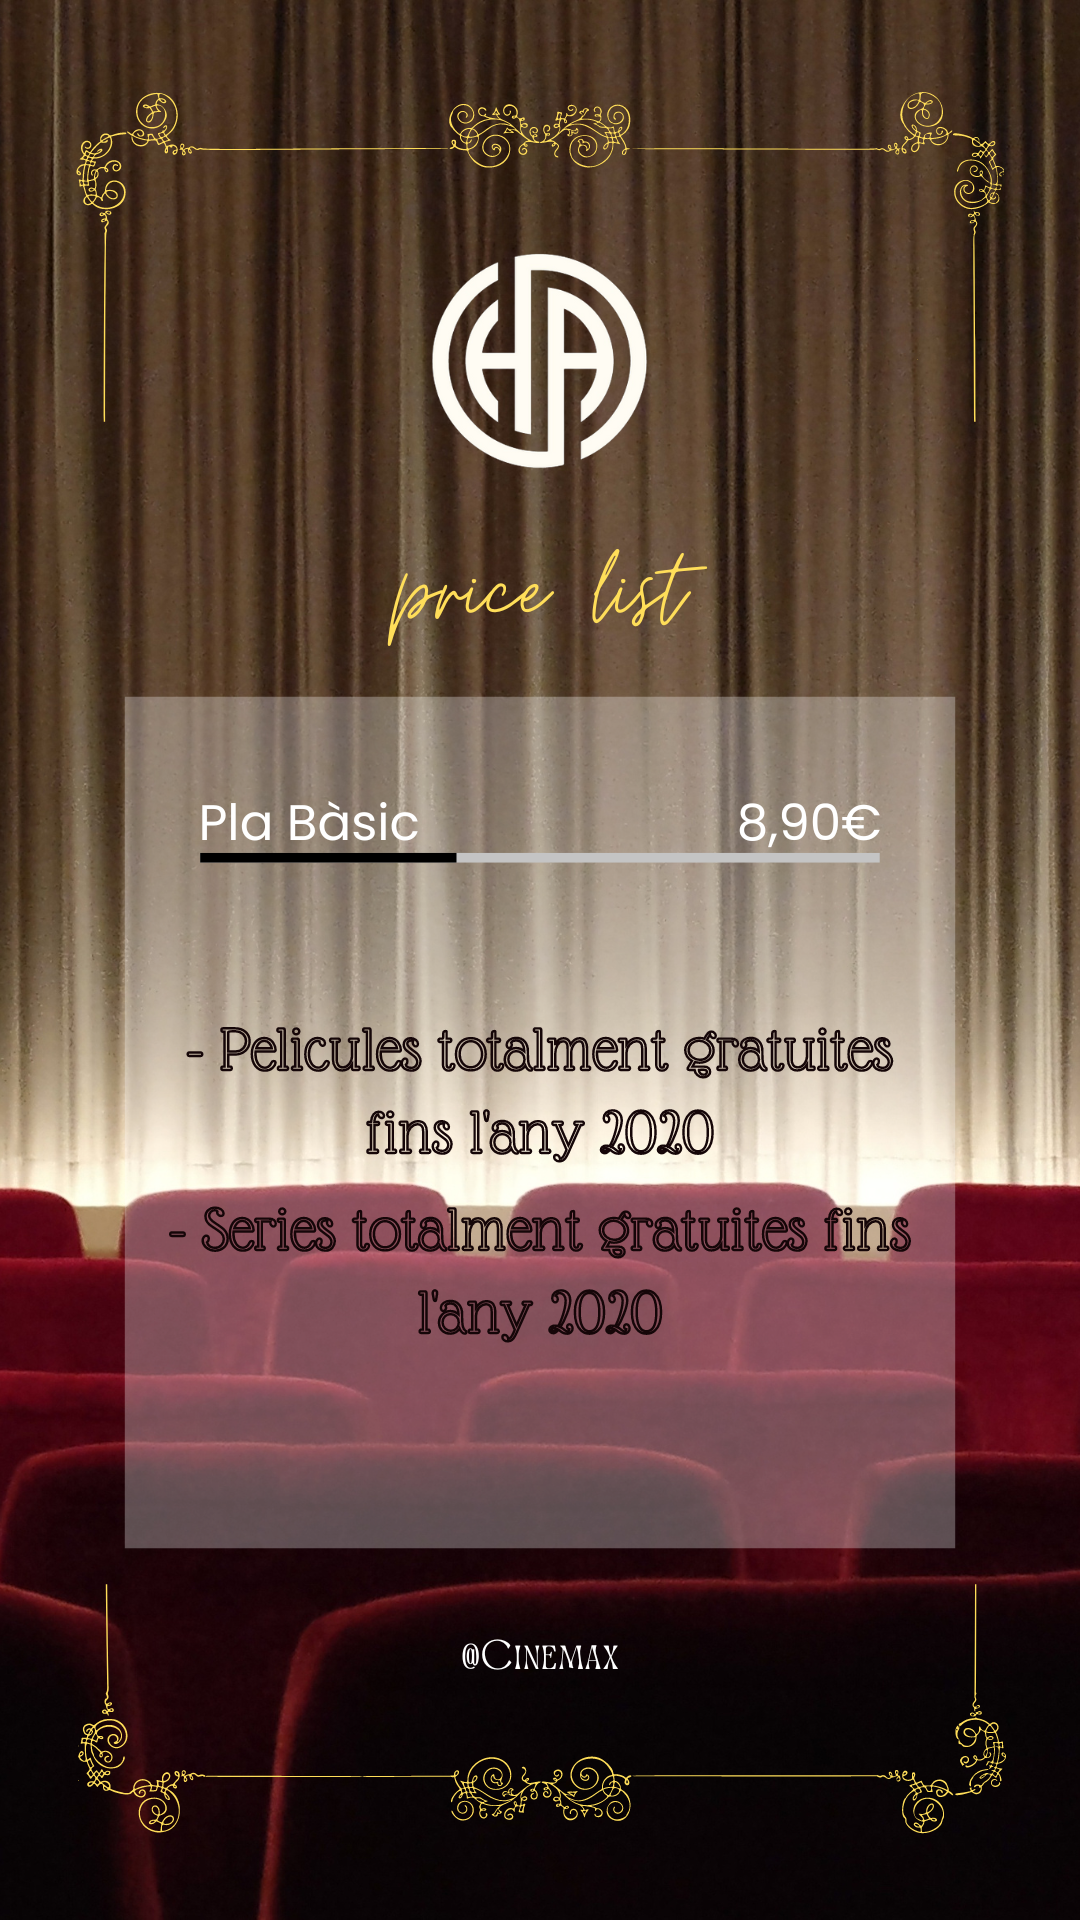 HA
price list
Pla Bàsic 8,90€
- Pelicules totalment gratuites
fins l'any 2020
- Series totalment gratuites fins
l'any 2020
@Cinemax